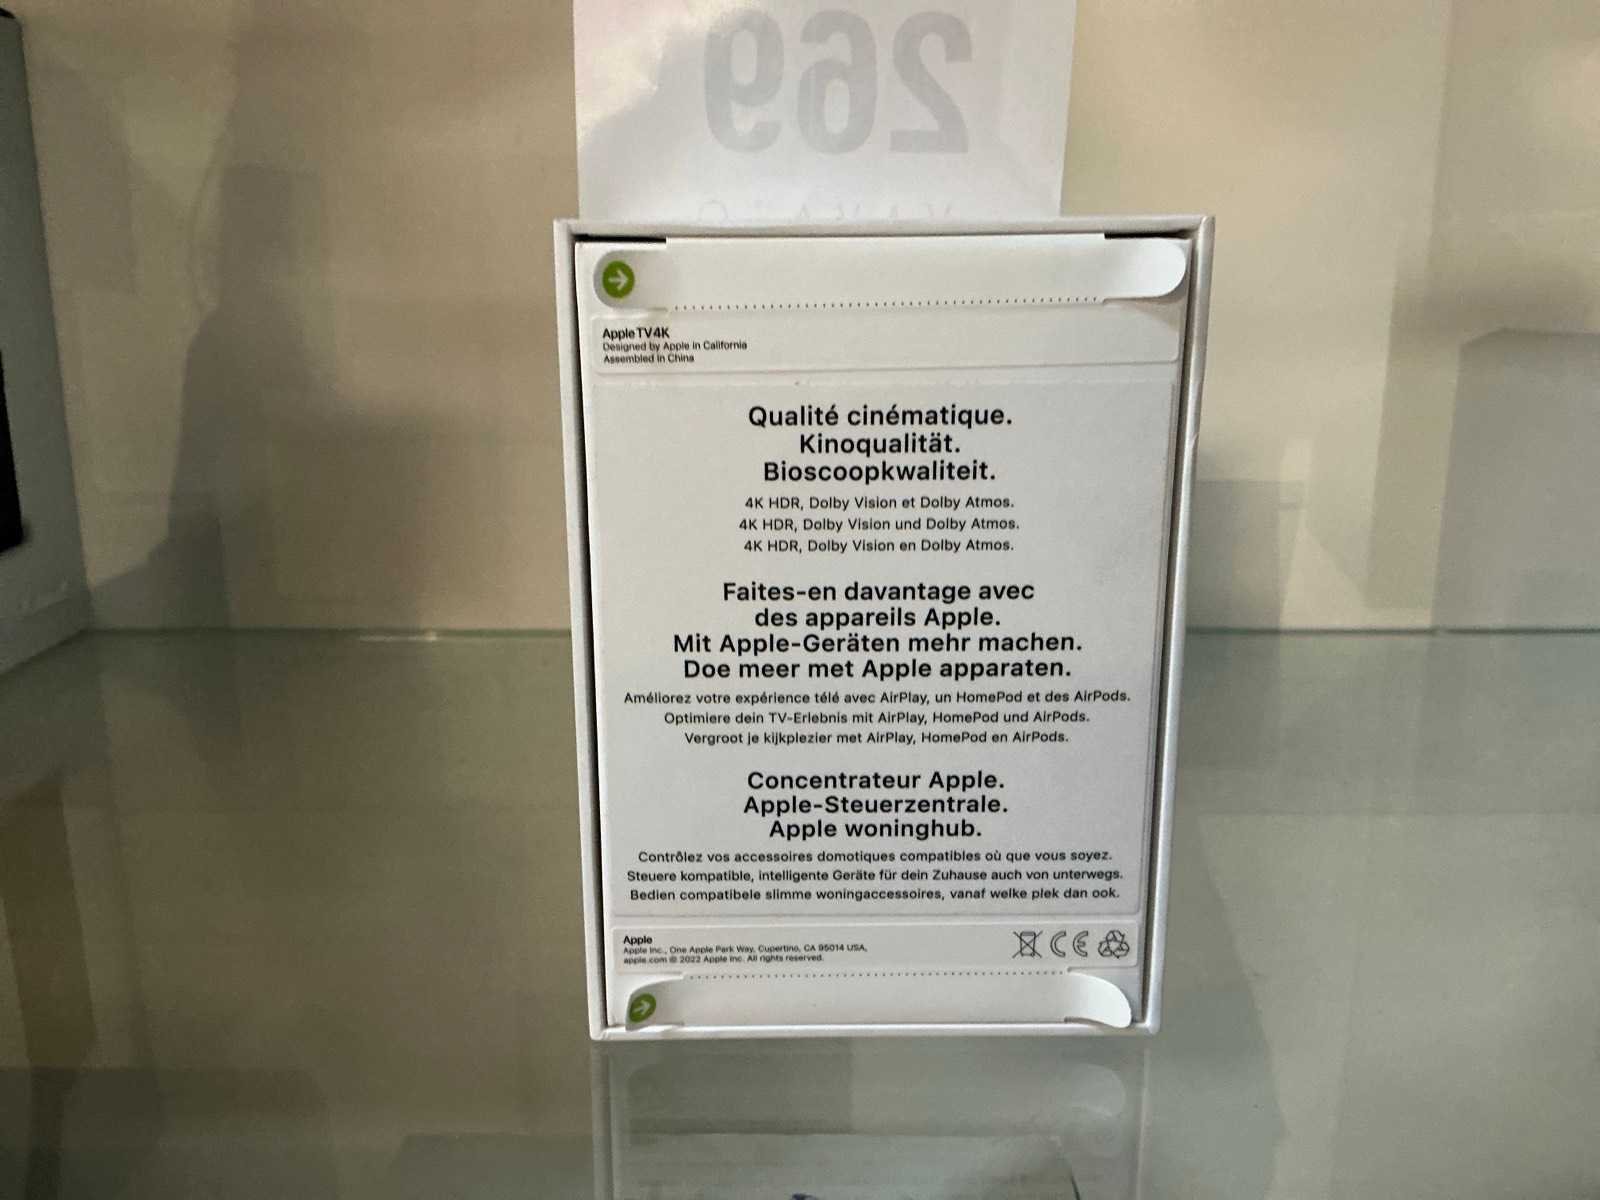 269
Apple TV 4K
Designed by Apple in California
Assembled in China
Qualité cinématique.
Kinoqualität.
Bioscoopkwaliteit.
4K HDR, Dolby Vision et Dolby Atmos.
4K HDR, Dolby Vision und Dolby Atmos.
4K HDR, Dolby Vision en Dolby Atmos.
Faites-en davantage avec
des appareils Apple.
Mit Apple-Geräten mehr machen.
Doe meer met Apple apparaten.
Améliorez votre expérience télé avec AirPlay, un HomePod et des AirPods.
Optimiere dein TV-Erlebnis mit AirPlay, HomePod und AirPods.
Vergroot je kijkplezier met AirPlay, HomePod en AirPods.
Concentrateur Apple.
Apple-Steuerzentrale.
Apple woninghub.
Contrôlez vos accessoires domotiques compatibles où que vous soyez.
Steuere kompatible, intelligente Geräte für dein Zuhause auch von unterwegs.
Bedien compatibele slimme woningaccessoires, vanaf welke plek dan ook.
Apple
Apple Inc., One Apple Park Way, Cupertino, CA 95014 USA,
apple.com © 2022 Apple Inc. All rights reserved.
CE